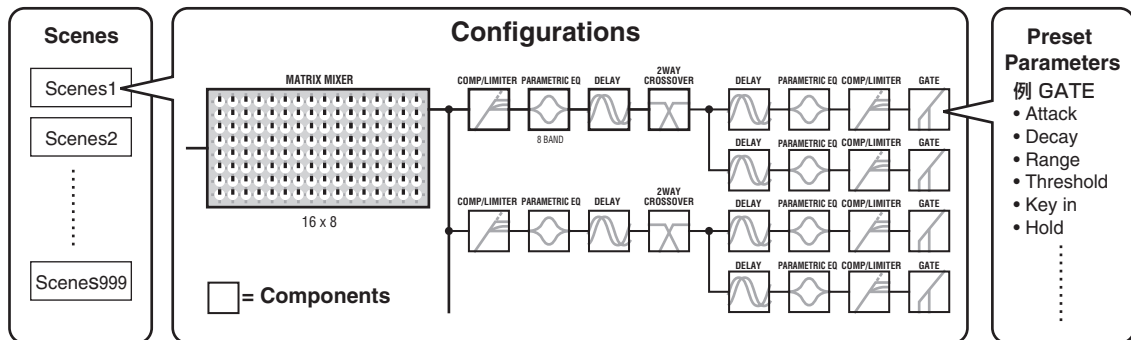 Scenes
Scenes1
Scenes2
Scenes999
Configurations
MATRIX MIXER
16 x 8
= Components
COMP/LIMITER PARAMETRIC EQ DELAY 2WAY CROSSOVER
8 BAND
DELAY PARAMETRIC EQ COMP/LIMITER GATE
DELAY PARAMETRIC EQ COMP/LIMITER GATE
COMP/LIMITER PARAMETRIC EQ DELAY 2WAY CROSSOVER
DELAY PARAMETRIC EQ COMP/LIMITER GATE
DELAY PARAMETRIC EQ COMP/LIMITER GATE
Preset
Parameters
例 GATE
• Attack
• Decay
• Range
• Threshold
• Key in
• Hold